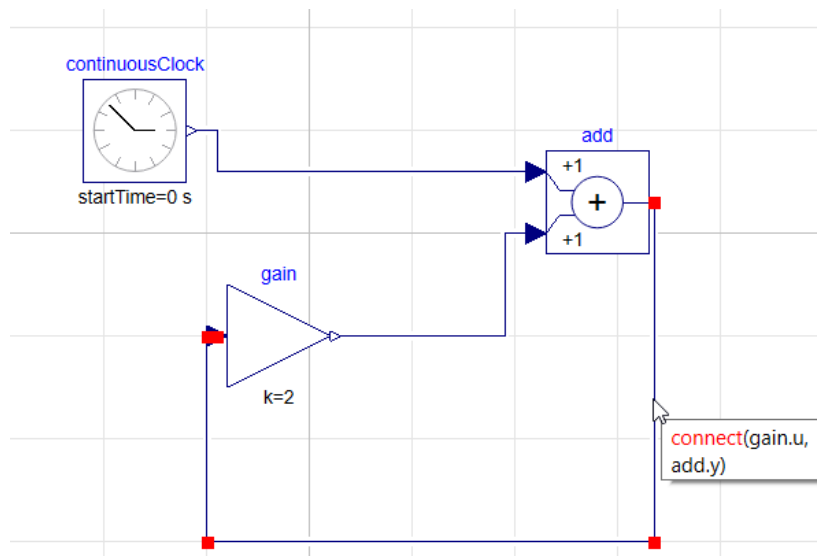 continuousClock
startTime=0 s
add
+1
+
+1
gain
k=2
connect(gain.u,
add.y)